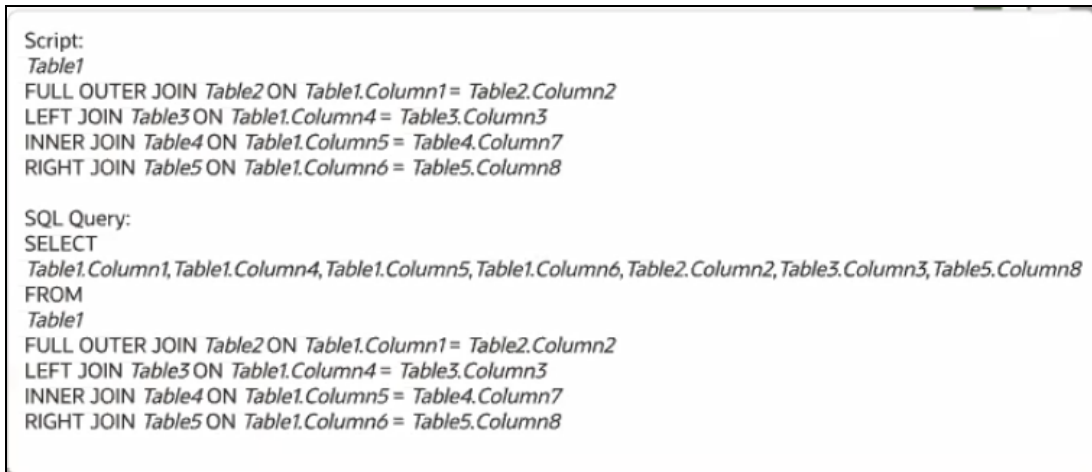 Script:
Table1
FULL OUTER JOIN Table2 ON Table1.Column1 = Table2.Column2
LEFT JOIN Table3 ON Table1.Column4 = Table3.Column3
INNER JOIN Table4 ON Table1.Column5 = Table4.Column7
RIGHT JOIN Table5 ON Table1.Column6 = Table5.Column8
SQL Query:
SELECT
Table1.Column1, Table1.Column4, Table1.Column5, Table1.Column6, Table2.Column2, Table3.Column3, Table5.Column8
FROM
Table1
FULL OUTER JOIN Table2 ON Table1.Column1 = Table2.Column2
LEFT JOIN Table3 ON Table1.Column4 = Table3.Column3
INNER JOIN Table4 ON Table1.Column5 = Table4.Column7
RIGHT JOIN Table5 ON Table1.Column6 = Table5.Column8